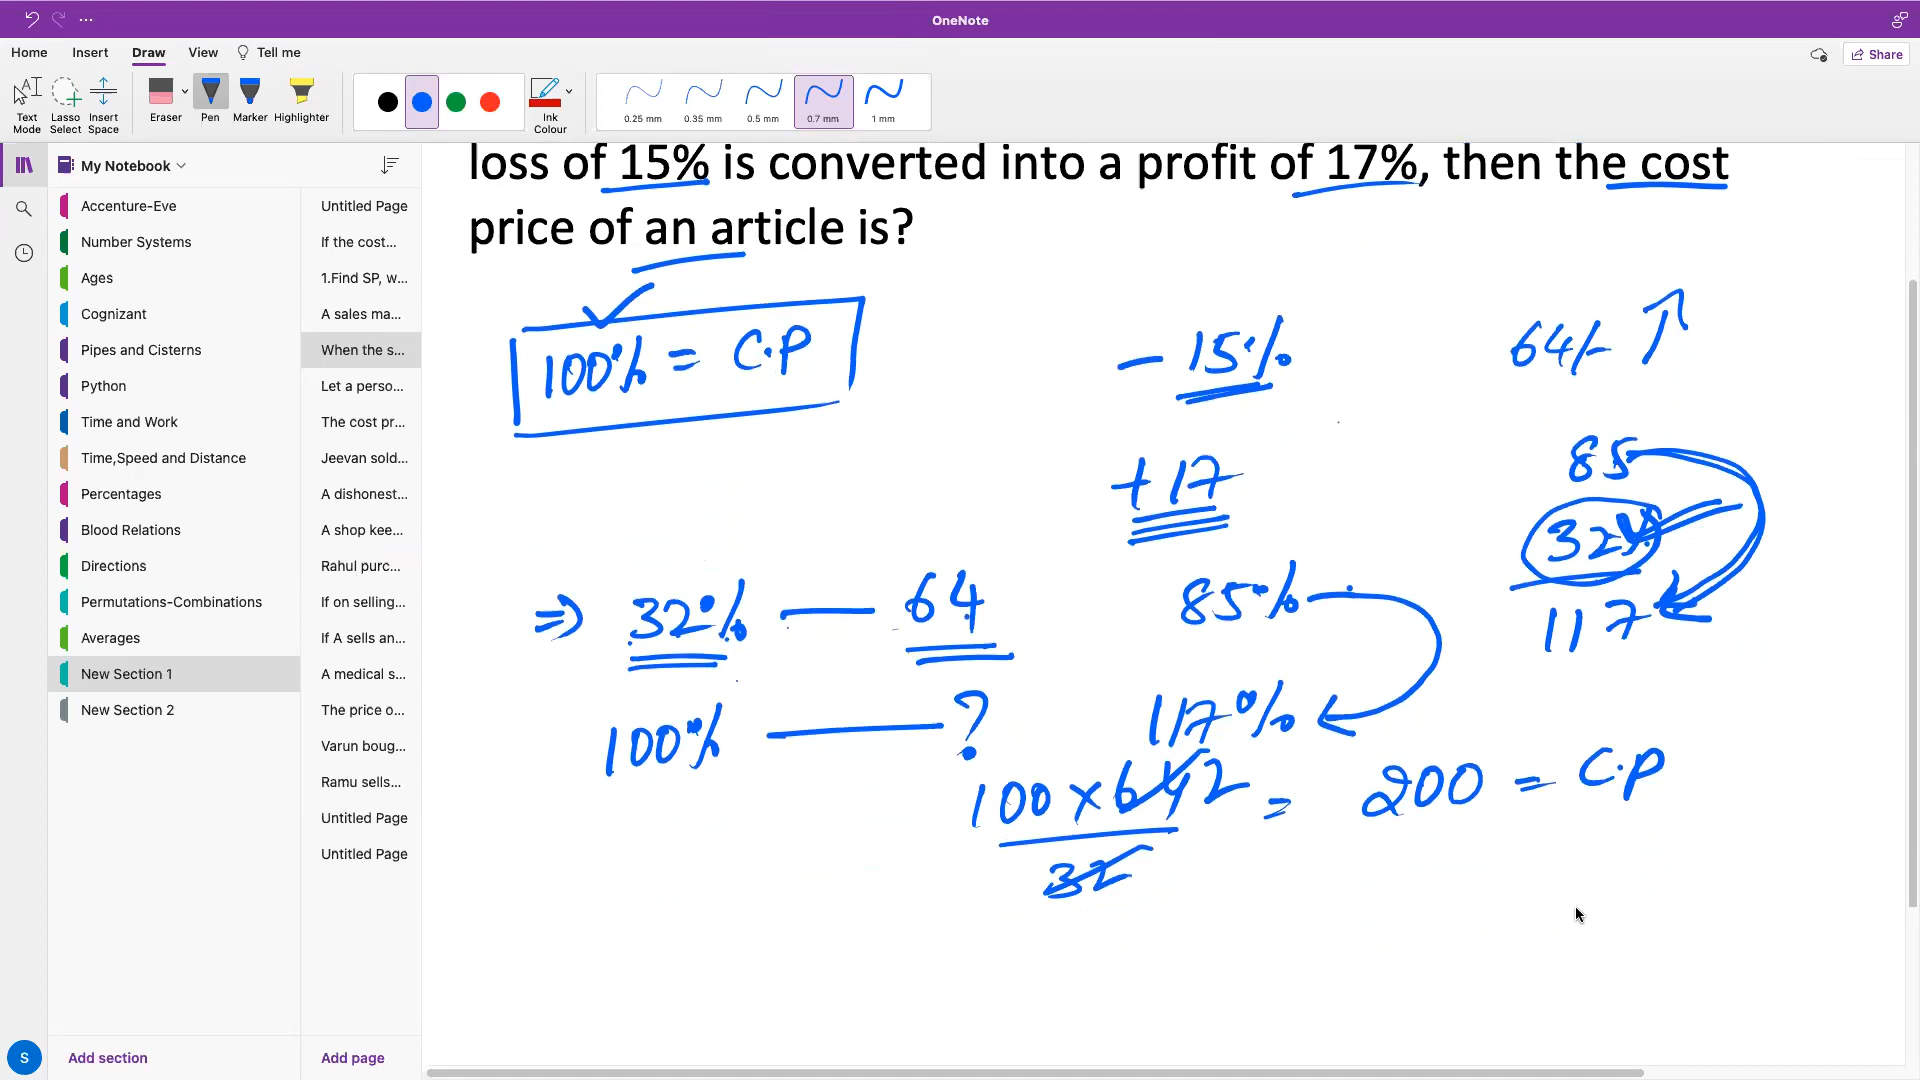 OneNote
Home Insert Draw View Tell me
Share
Text Mode
Lasso Select
Insert Space
Eraser
Pen
Marker
Highlighter
Ink Colour
0.25 mm
0.35 mm
0.5 mm
0.7 mm
1 mm
My Notebook
Accenture-Eve
Number Systems
Ages
Cognizant
Pipes and Cisterns
Python
Time and Work
Time,Speed and Distance
Percentages
Blood Relations
Directions
Permutations-Combinations
Averages
New Section 1
New Section 2
Add section
Untitled Page
If the cost...
1.Find SP, w...
A sales ma...
When the s...
Let a perso...
The cost pr...
Jeevan sold...
A dishonest...
A shop kee...
Rahul purc...
If on selling...
If A sells an...
A medical s...
The price o...
Varun boug...
Ramu sells...
Untitled Page
Untitled Page
Add page
S
loss of 15% is converted into a profit of 17%, then the cost
price of an article is?
100% = C.P
- 15%
64/-
+ 17
85
32%
117
⇒ 32% — 64
100% — ?
85%
117%
100 × 64 2 = 200 = C.P
32